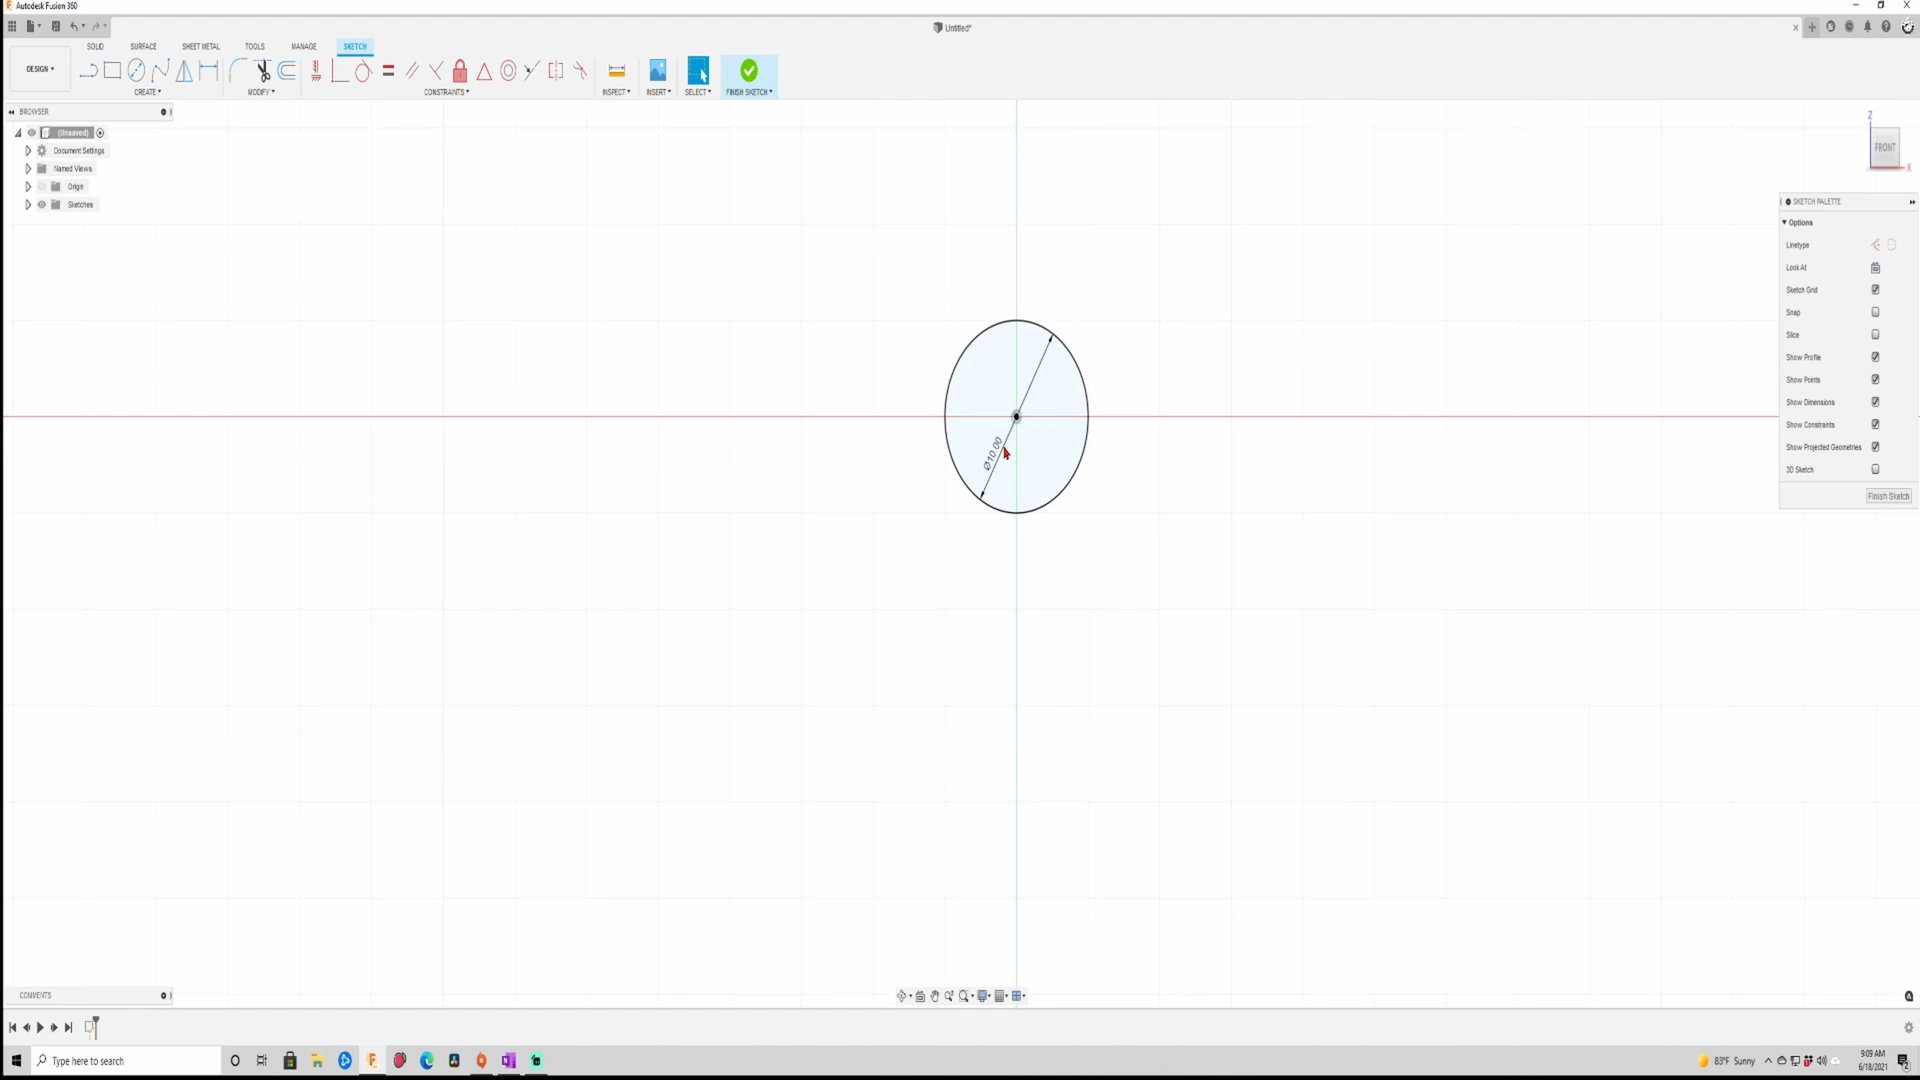 Autodesk Fusion 360
Untitled*
SOLID SURFACE SHEET METAL TOOLS MANAGE SKETCH
DESIGN
CREATE MODIFY CONSTRAINTS INSPECT INSERT SELECT FINISH SKETCH
BROWSER
(Unsaved)
Document Settings
Named Views
Origin
Sketches
Z
FRONT
X
SKETCH PALETTE
Options
Linetype
Look At
Sketch Grid
Snap
Slice
Show Profile
Show Points
Show Dimensions
Show Constraints
Show Projected Geometries
3D Sketch
Finish Sketch
Ø10.00
COMMENTS
Type here to search
83°F Sunny
9:09 AM
6/18/2021